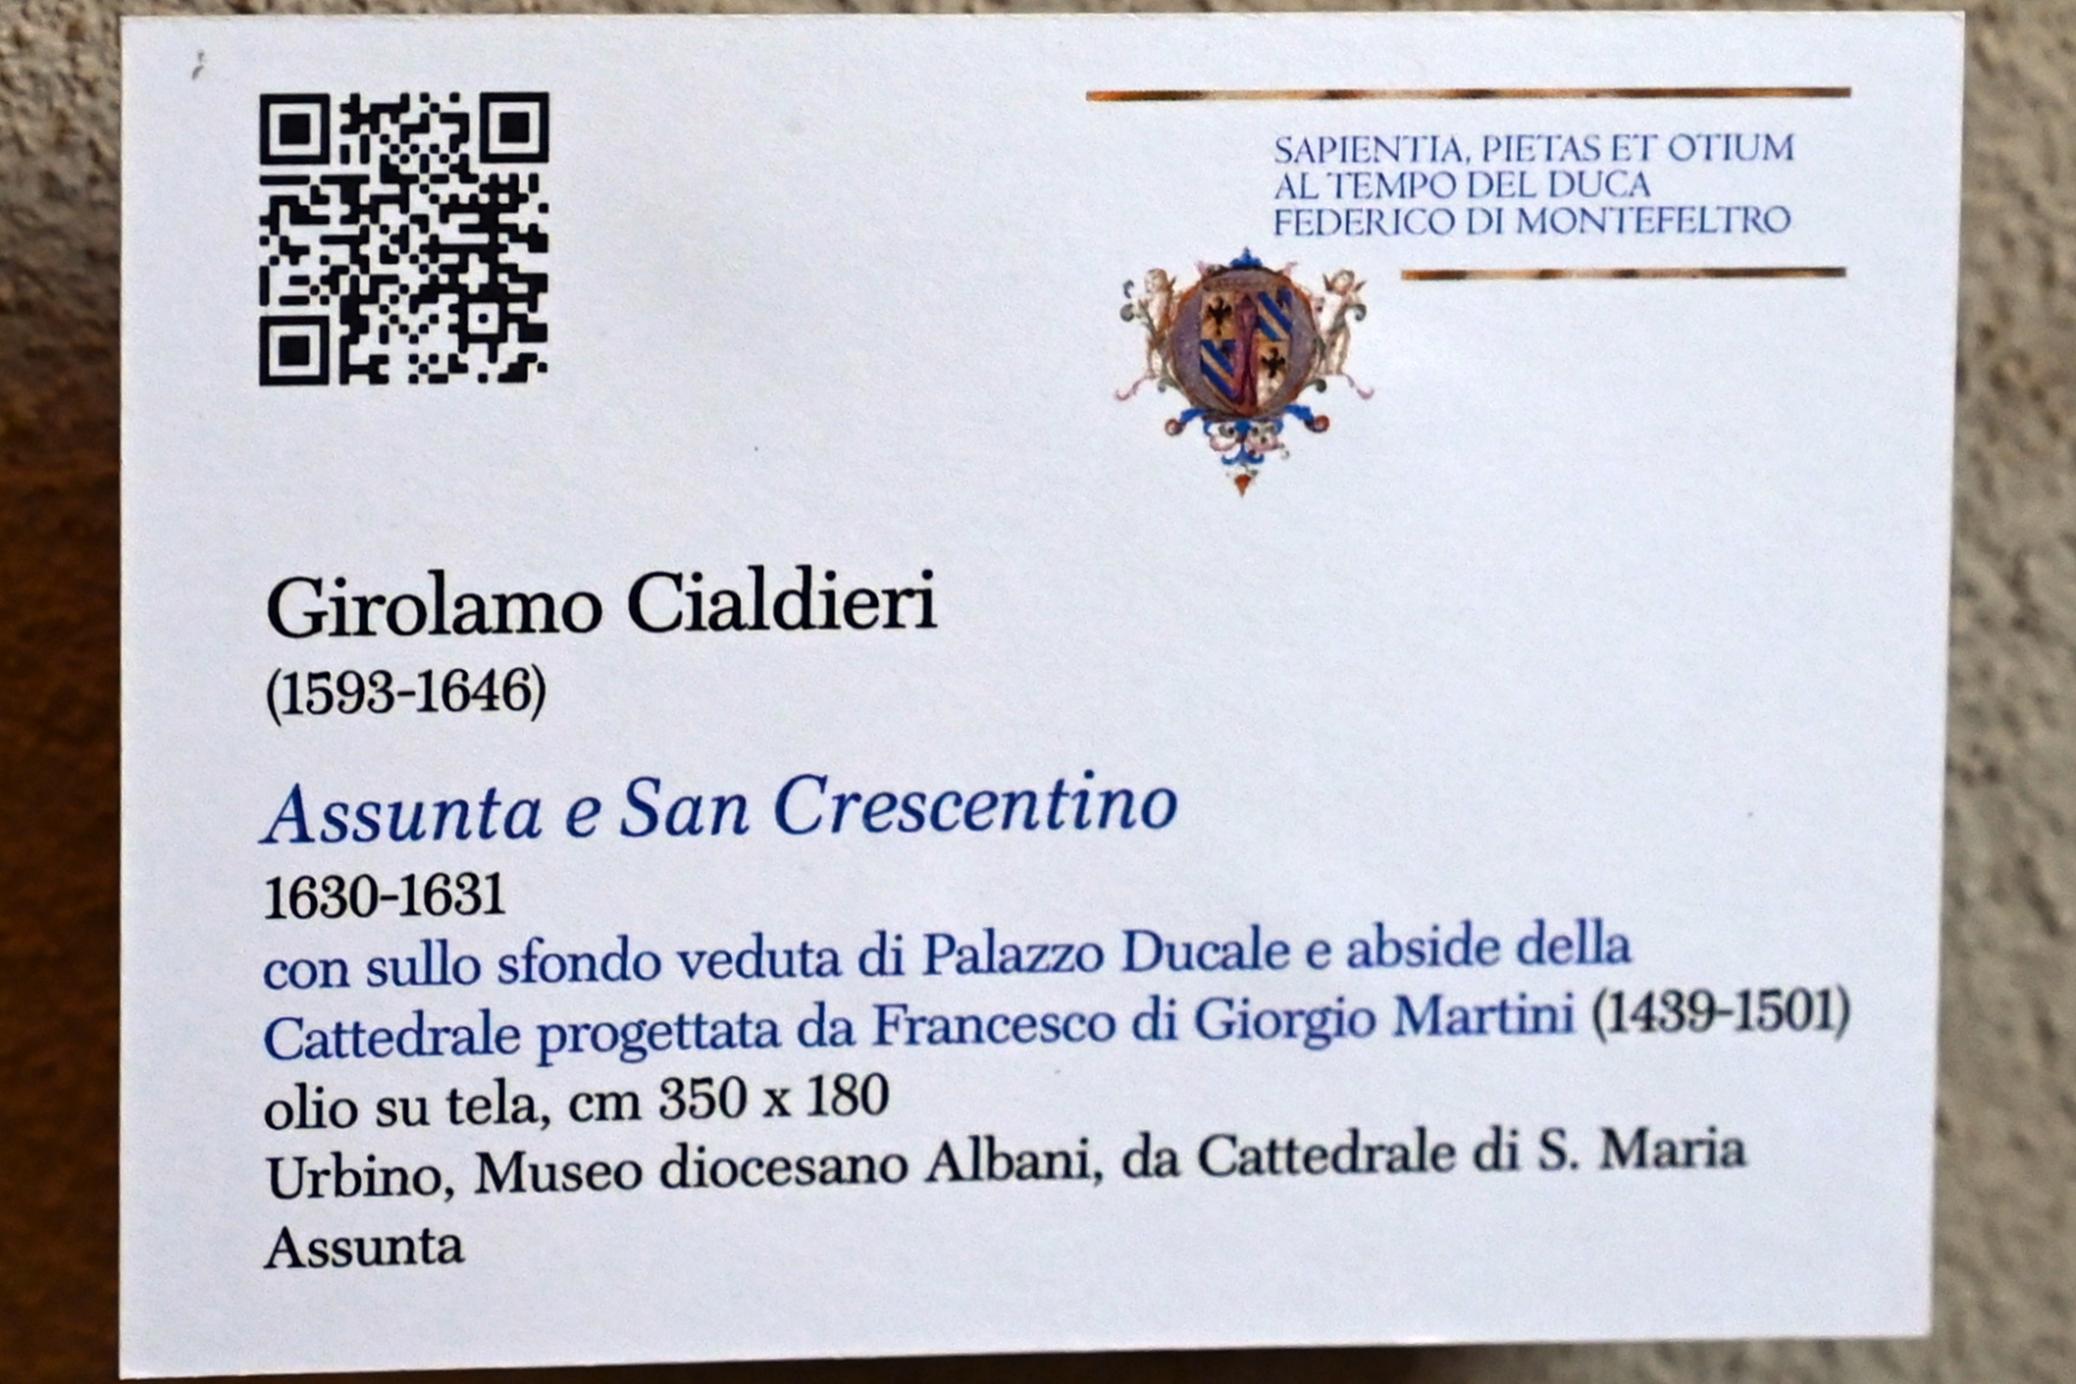 SAPIENTIA, PIETAS ET OTIUM
AL TEMPO DEL DUCA
FEDERICO DI MONTEFELTRO
Girolamo Cialdieri
(1593-1646)
Assunta e San Crescentino
1630-1631
con sullo sfondo veduta di Palazzo Ducale e abside della
Cattedrale progettata da Francesco di Giorgio Martini (1439-1501)
olio su tela, cm 350 x 180
Urbino, Museo diocesano Albani, da Cattedrale di S. Maria
Assunta